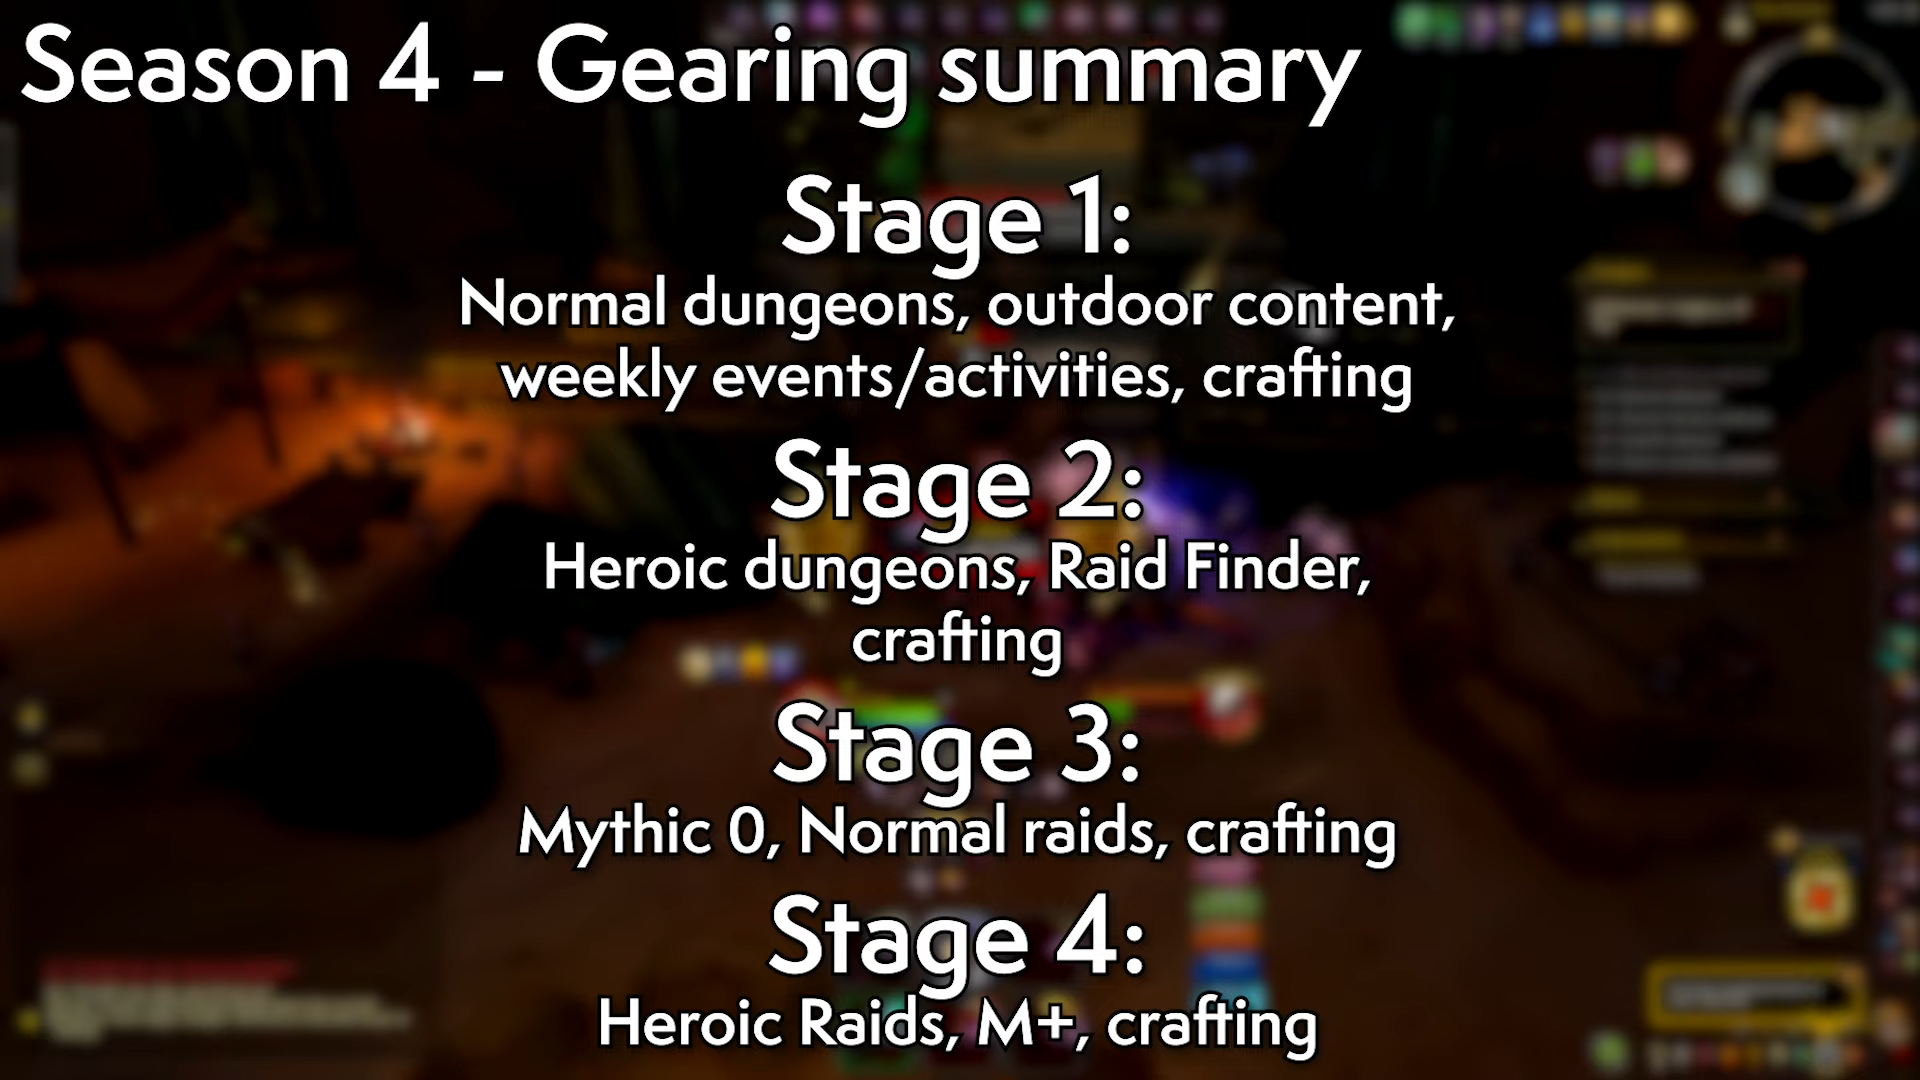 Season 4 - Gearing summary
Stage 1:
Normal dungeons, outdoor content,
weekly events/activities, crafting
Stage 2:
Heroic dungeons, Raid Finder,
crafting
Stage 3:
Mythic 0, Normal raids, crafting
Stage 4:
Heroic Raids, M+, crafting